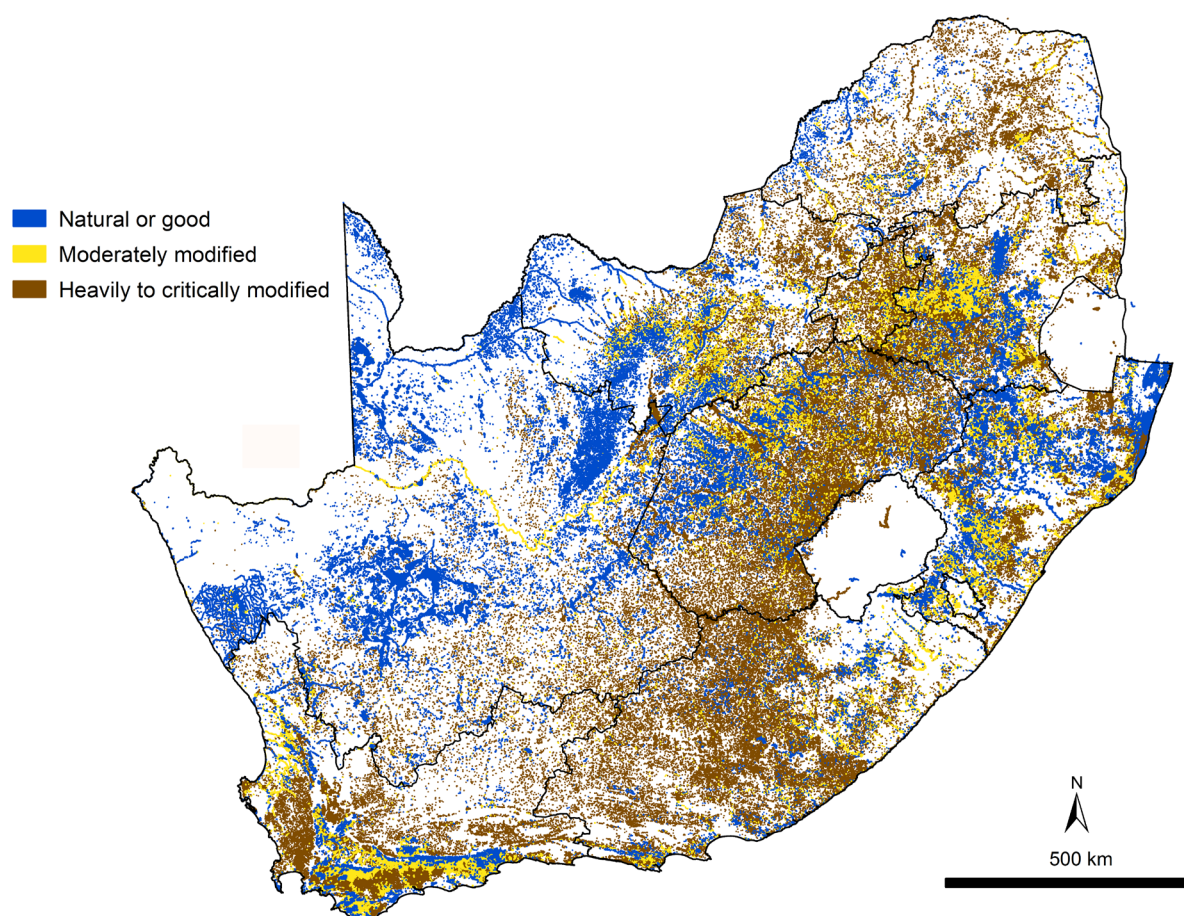 Natural or good
Moderately modified
Heavily to critically modified
N
500 km